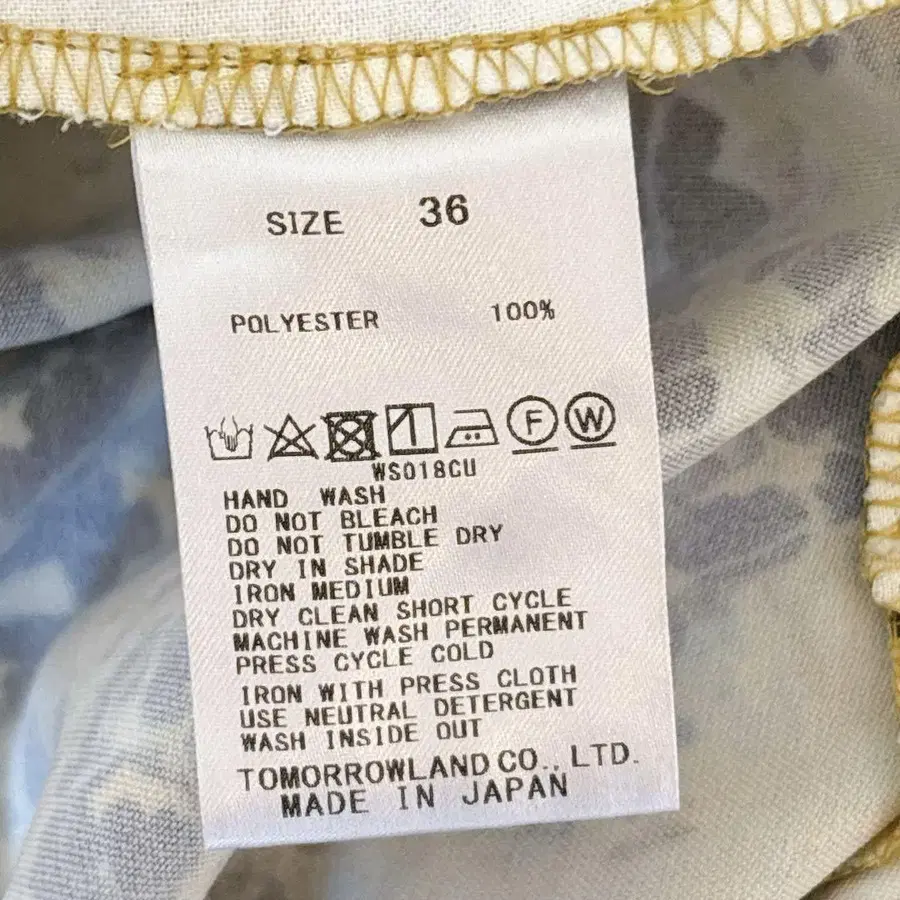 SIZE 36
POLYESTER 100%
F W
WS018CU
HAND WASH
DO NOT BLEACH
DO NOT TUMBLE DRY
DRY IN SHADE
IRON MEDIUM
DRY CLEAN SHORT CYCLE
MACHINE WASH PERMANENT
PRESS CYCLE COLD
IRON WITH PRESS CLOTH
USE NEUTRAL DETERGENT
WASH INSIDE OUT
TOMORROWLAND CO., LTD.
MADE IN JAPAN